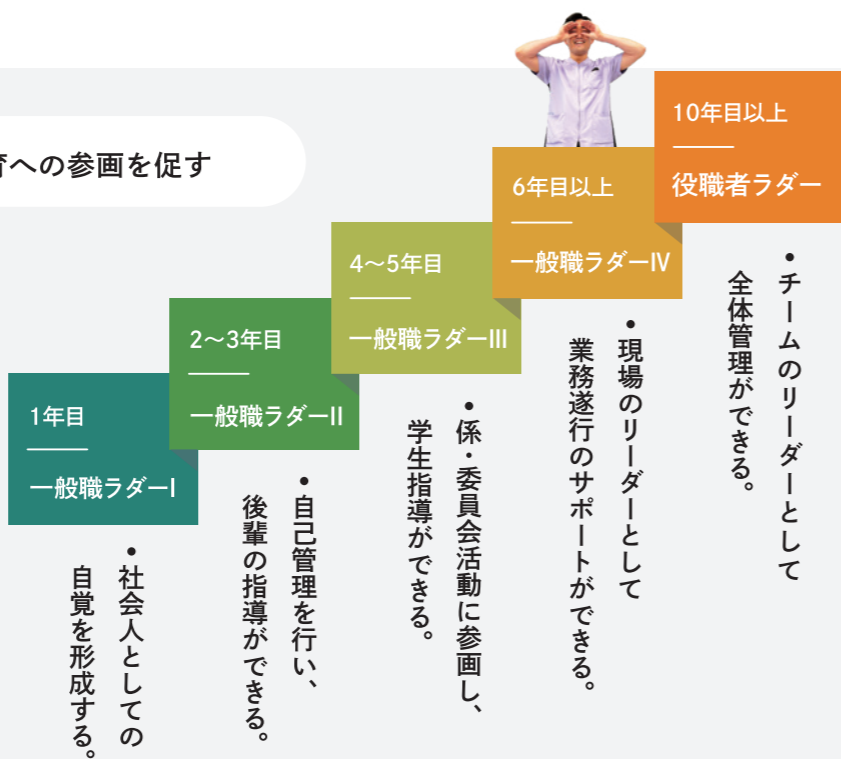 育への参画を促す
1年目
一般職ラダーI
・社会人としての
自覚を形成する。
2〜3年目
一般職ラダーII
・自己管理を行い、
後輩の指導ができる。
4〜5年目
一般職ラダーIII
・係・委員会活動に参画し、
学生指導ができる。
6年目以上
一般職ラダーIV
・現場のリーダーとして
業務遂行のサポートができる。
10年目以上
役職者ラダー
・チームのリーダーとして
全体管理ができる。